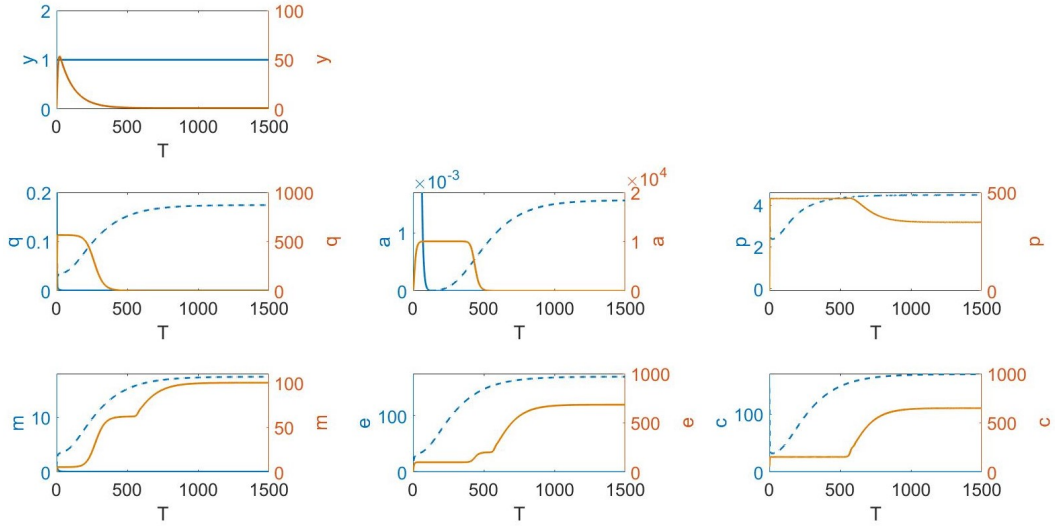 2 100
y 1 50 y
0 0
0 500 1000 1500
T
×10⁻³ ×10⁴
0.2 1000 2 500
q 0.1 500 q a 1 1 a p 4 2 p
0 0 0 0 0 0
0 500 1000 1500 0 500 1000 1500 0 500 1000 1500
T T T
100 1000 1000
m 10 50 m e 100 500 e c 100 500 c
0 0 0 0
0 500 1000 1500 0 500 1000 1500 0 500 1000 1500
T T T